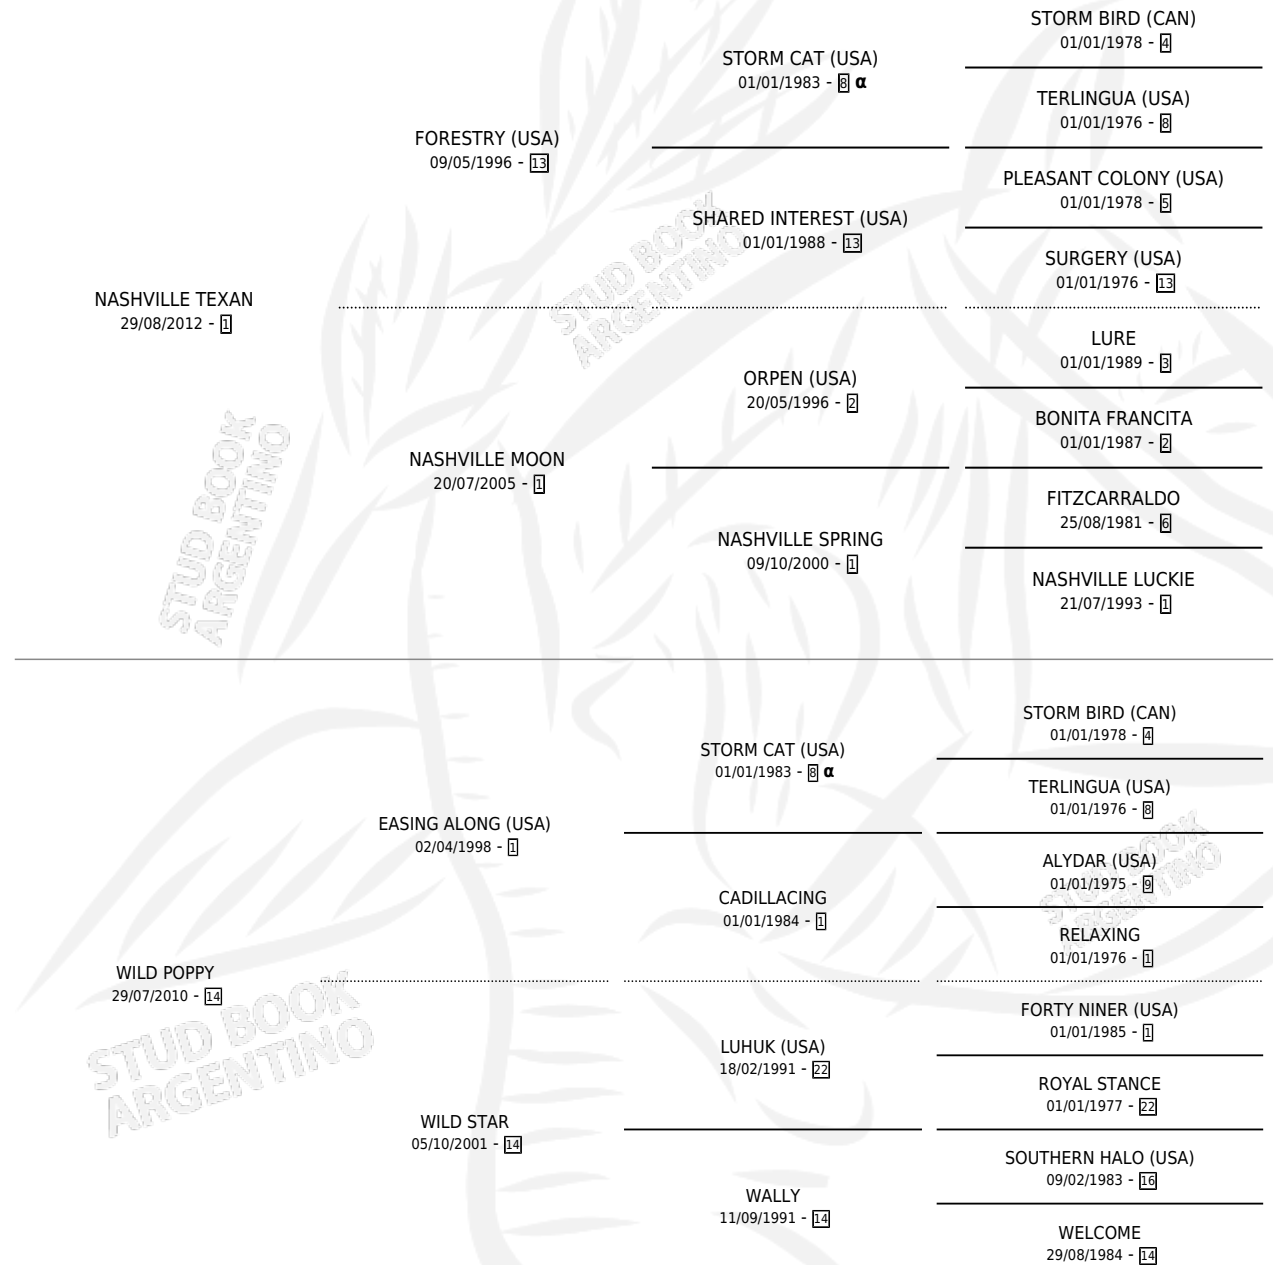 STORM BIRD (CAN)
01/01/1978 - 4
STORM CAT (USA)
01/01/1983 - 8 α
TERLINGUA (USA)
01/01/1976 - 8
FORESTRY (USA)
09/05/1996 - 13
PLEASANT COLONY (USA)
01/01/1978 - 5
SHARED INTEREST (USA)
01/01/1988 - 13
SURGERY (USA)
01/01/1976 - 13
NASHVILLE TEXAN
29/08/2012 - 1
LURE
01/01/1989 - 3
ORPEN (USA)
20/05/1996 - 2
BONITA FRANCITA
01/01/1987 - 2
NASHVILLE MOON
20/07/2005 - 1
FITZCARRALDO
25/08/1981 - 6
NASHVILLE SPRING
09/10/2000 - 1
NASHVILLE LUCKIE
21/07/1993 - 1
STUD BOOK
ARGENTINO
STUD BOOK
ARGENTINO
STORM BIRD (CAN)
01/01/1978 - 4
STORM CAT (USA)
01/01/1983 - 8 α
TERLINGUA (USA)
01/01/1976 - 8
EASING ALONG (USA)
02/04/1998 - 1
ALYDAR (USA)
01/01/1975 - 9
CADILLACING
01/01/1984 - 1
RELAXING
01/01/1976 - 1
WILD POPPY
29/07/2010 - 14
FORTY NINER (USA)
01/01/1985 - 1
LUHUK (USA)
18/02/1991 - 22
ROYAL STANCE
01/01/1977 - 22
WILD STAR
05/10/2001 - 14
SOUTHERN HALO (USA)
09/02/1983 - 16
WALLY
11/09/1991 - 14
WELCOME
29/08/1984 - 14
STUD BOOK
ARGENTINO
STUD BOOK
ARGENTINO